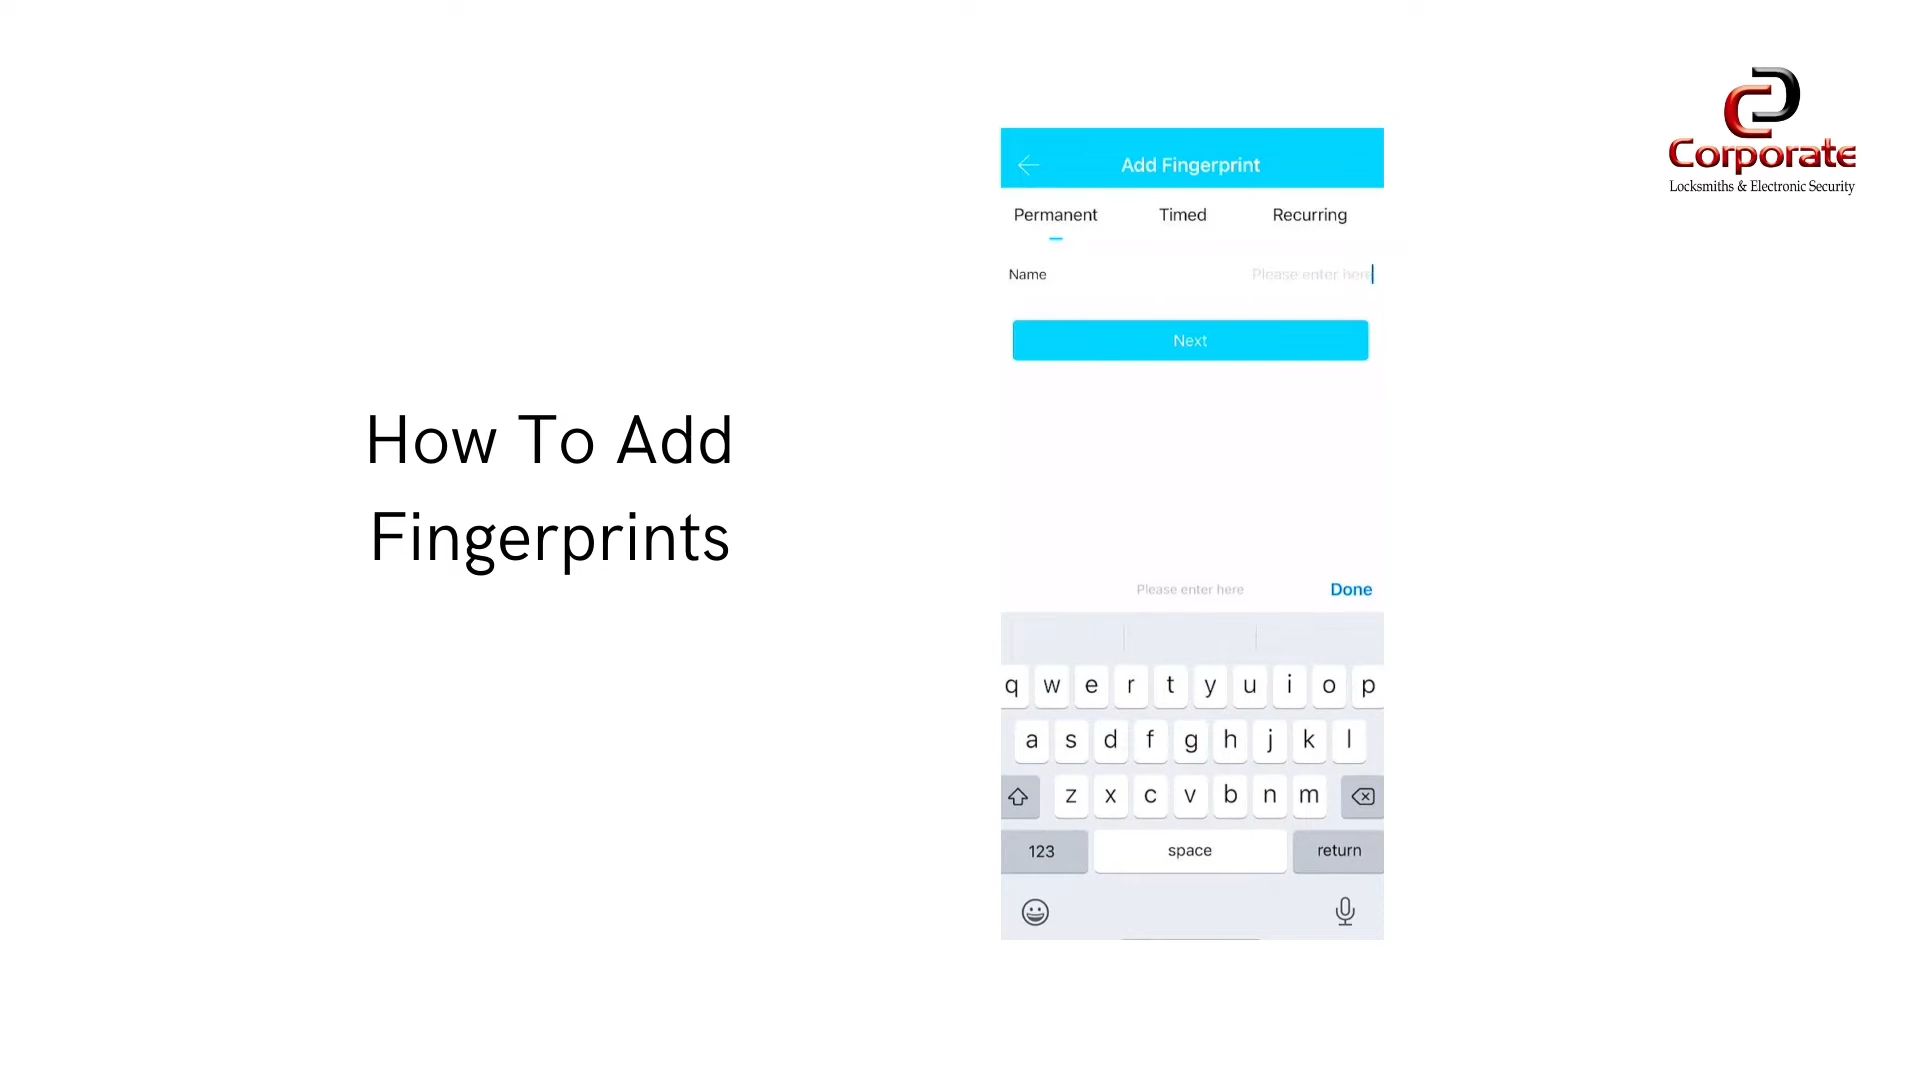 How To Add
Fingerprints
Add Fingerprint
Permanent Timed Recurring
Name Please enter here
Next
Please enter here Done
q w e r t y u i o p
a s d f g h j k l
z x c v b n m
123 space return
Corporate
Locksmiths & Electronic Security